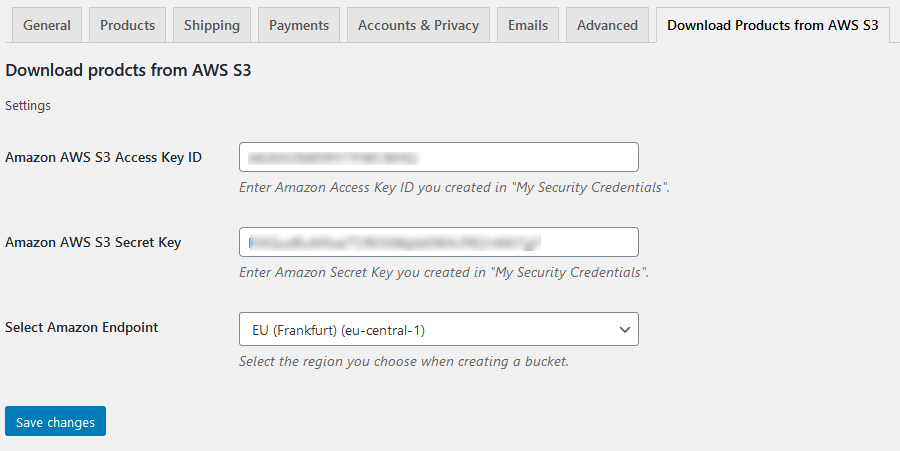 General Products Shipping Payments Accounts & Privacy Emails Advanced Download Products from AWS S3
Download prodcts from AWS S3
Settings
Amazon AWS S3 Access Key ID
Enter Amazon Access Key ID you created in "My Security Credentials".
Amazon AWS S3 Secret Key
Enter Amazon Secret Key you created in "My Security Credentials".
Select Amazon Endpoint EU (Frankfurt) (eu-central-1)
Select the region you choose when creating a bucket.
Save changes